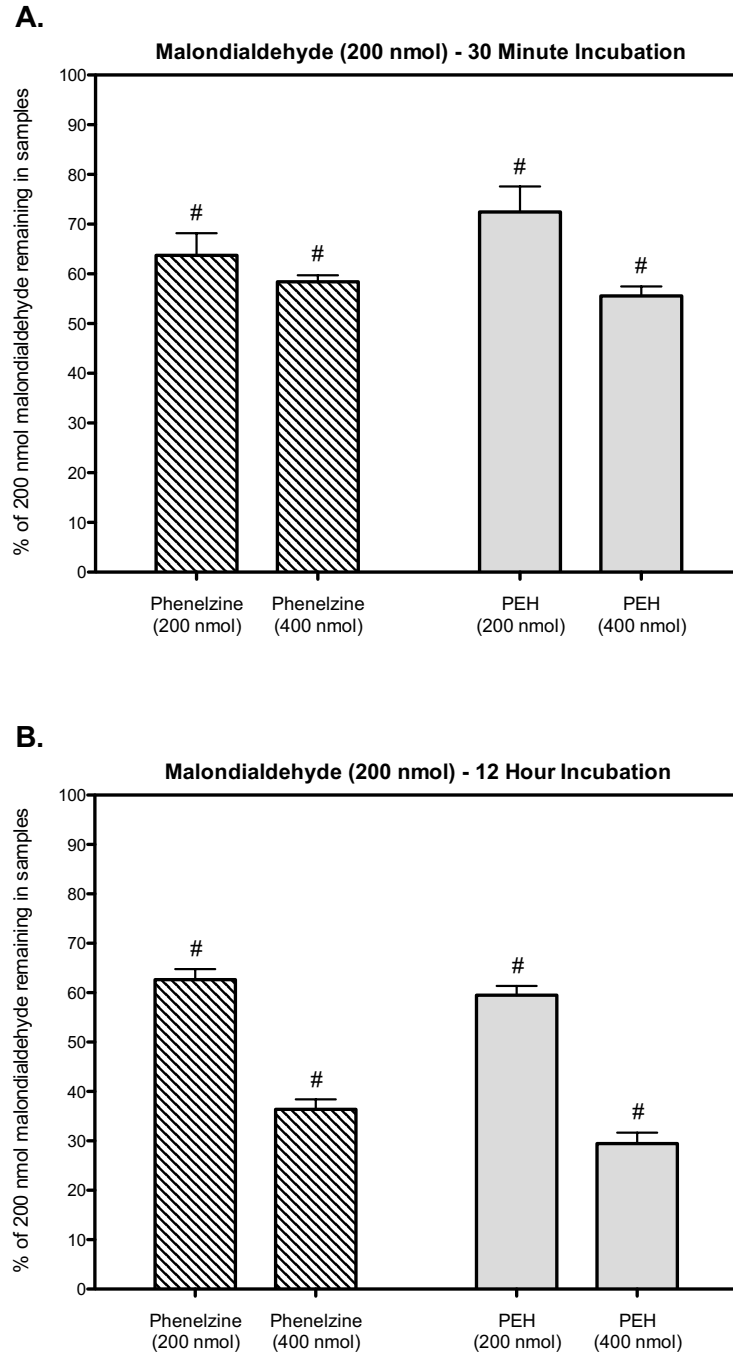 A.
Malondialdehyde (200 nmol) - 30 Minute Incubation
% of 200 nmol malondialdehyde remaining in samples
100
90
80
70
60
50
40
30
20
10
0
#
#
#
#
Phenelzine
(200 nmol)
Phenelzine
(400 nmol)
PEH
(200 nmol)
PEH
(400 nmol)
B.
Malondialdehyde (200 nmol) - 12 Hour Incubation
% of 200 nmol malondialdehyde remaining in samples
100
90
80
70
60
50
40
30
20
10
0
#
#
#
#
Phenelzine
(200 nmol)
Phenelzine
(400 nmol)
PEH
(200 nmol)
PEH
(400 nmol)